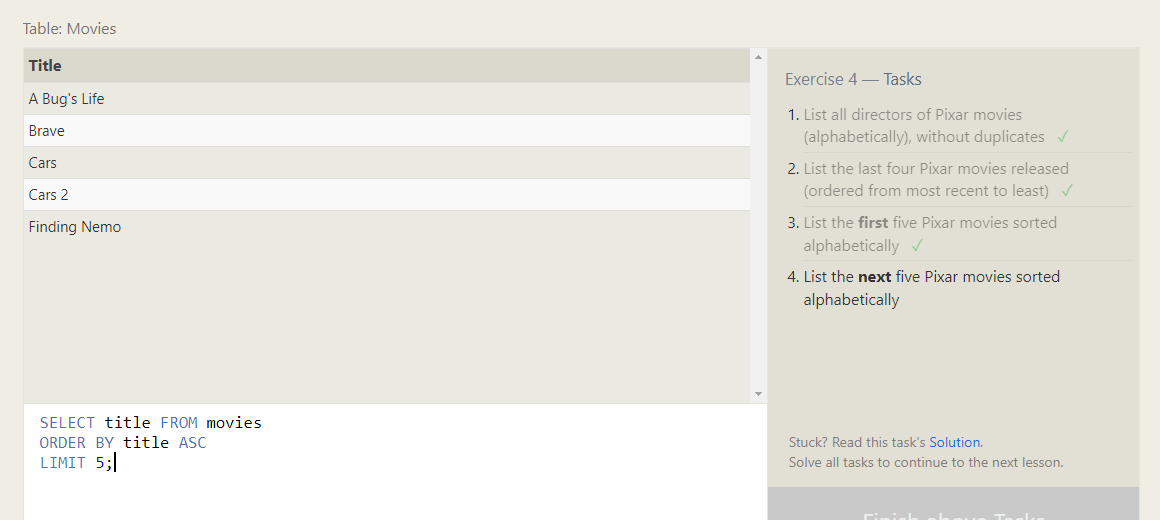 Table: Movies
Title
A Bug's Life
Brave
Cars
Cars 2
Finding Nemo
SELECT title FROM movies
ORDER BY title ASC
LIMIT 5;
Exercise 4 — Tasks
1. List all directors of Pixar movies
(alphabetically), without duplicates ✓
2. List the last four Pixar movies released
(ordered from most recent to least) ✓
3. List the first five Pixar movies sorted
alphabetically ✓
4. List the next five Pixar movies sorted
alphabetically
Stuck? Read this task's Solution.
Solve all tasks to continue to the next lesson.
Finish above Tasks